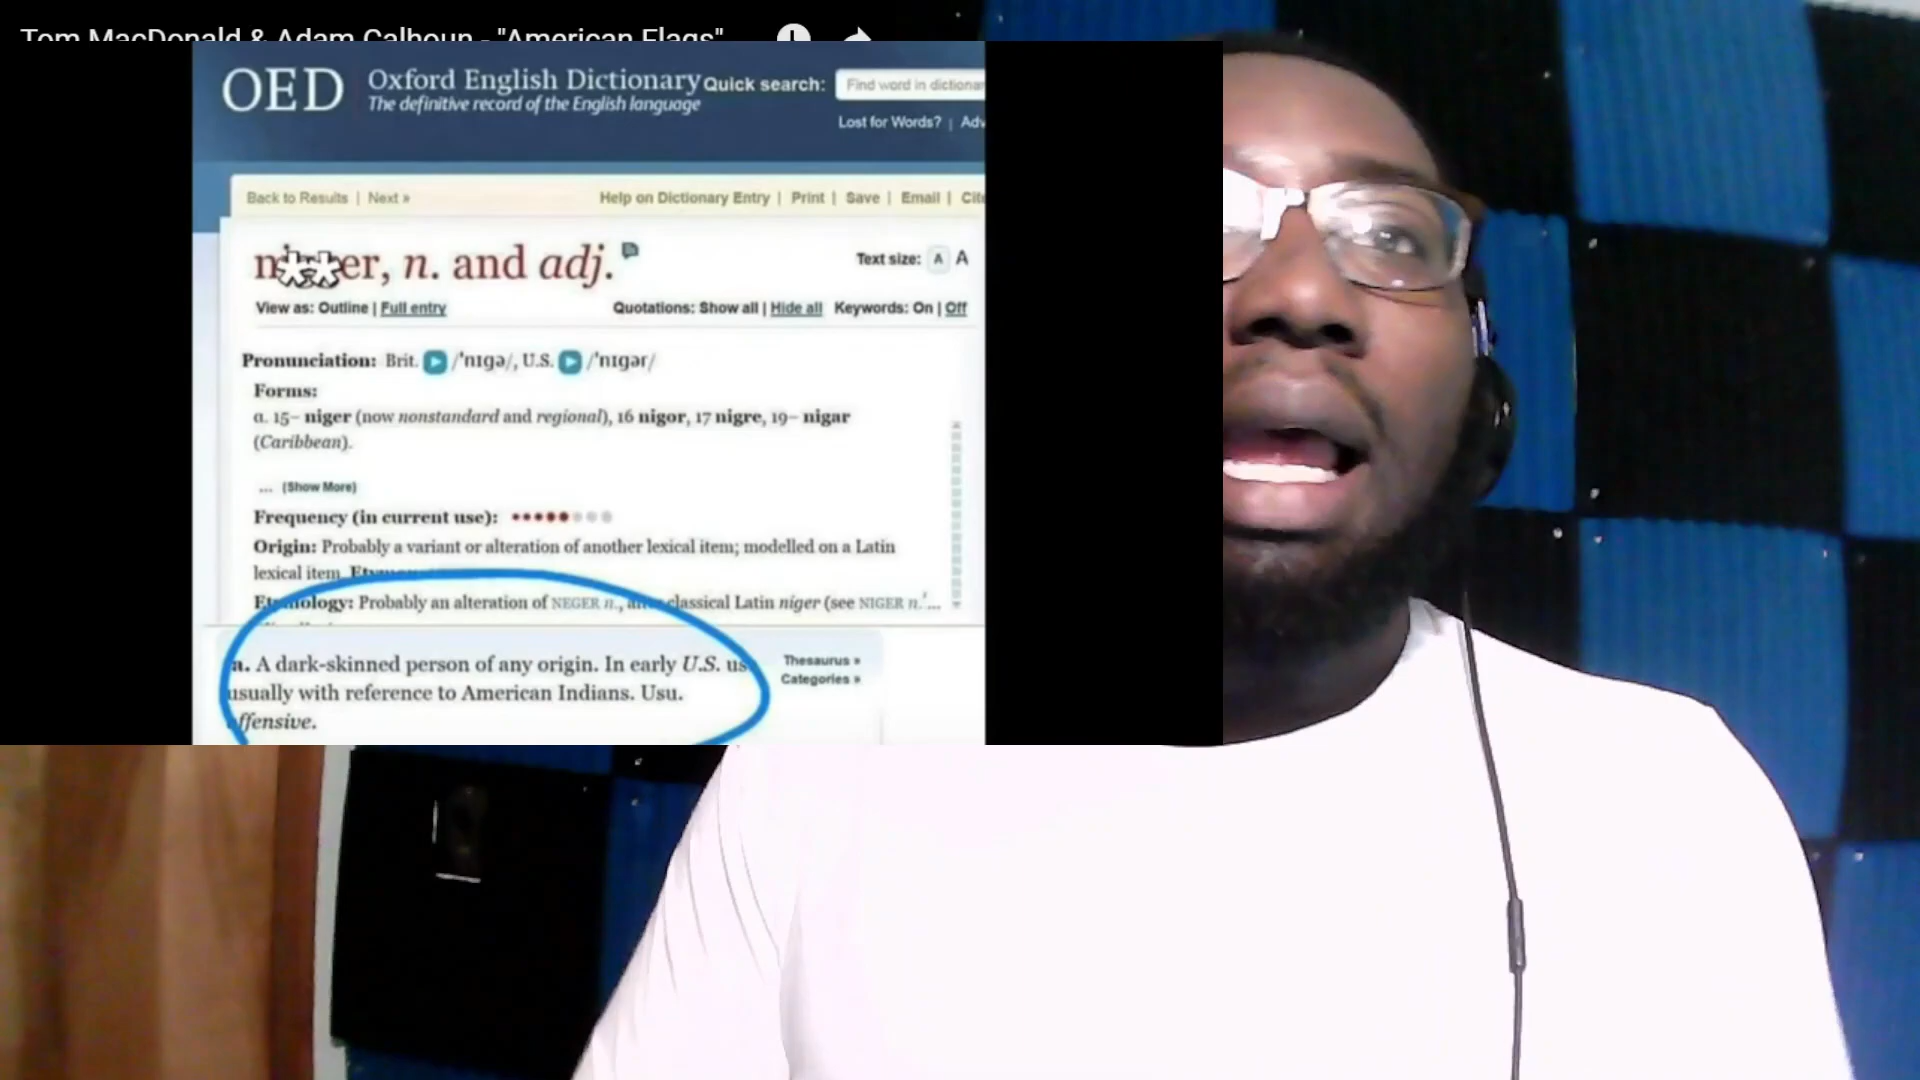 Tom MacDonald & Adam Calhoun - "American Flags"
OED Oxford English Dictionary Quick search: Find word in dictionar
The definitive record of the English language
Lost for Words? | Adv
Back to Results | Next » Help on Dictionary Entry | Print | Save | Email | Cite
n**er, n. and adj. Text size: A A
View as: Outline | Full entry Quotations: Show all | Hide all Keywords: On | Off
Pronunciation: Brit. /ˈnɪɡə/, U.S. /ˈnɪɡər/
Forms:
α. 15– niger (now nonstandard and regional), 16 nigor, 17 nigre, 19– nigar
(Caribbean).
... (Show More)
Frequency (in current use):
Origin: Probably a variant or alteration of another lexical item; modelled on a Latin
lexical item.
Etymology: Probably an alteration of NEGER n., after classical Latin niger (see NIGER n.1...
a. A dark-skinned person of any origin. In early U.S. us Thesaurus »
usually with reference to American Indians. Usu. Categories »
offensive.